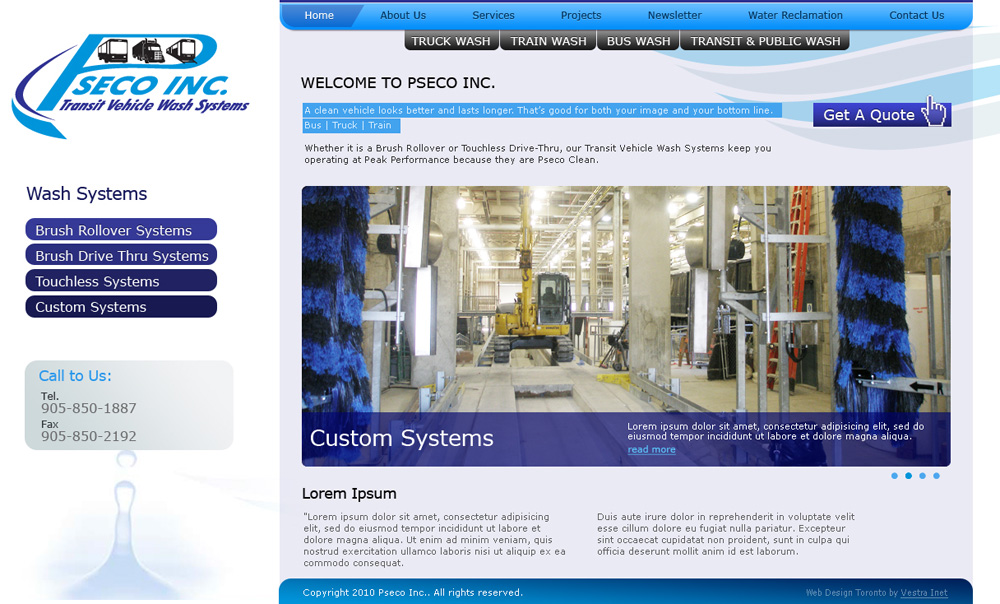 Home
About Us
Services
Projects
Newsletter
Water Reclamation
Contact Us
TRUCK WASH
TRAIN WASH
BUS WASH
TRANSIT & PUBLIC WASH
PSECO INC.
Transit Vehicle Wash Systems
WELCOME TO PSECO INC.
A clean vehicle looks better and lasts longer. That's good for both your image and your bottom line.
Bus | Truck | Train
Get A Quote
Whether it is a Brush Rollover or Touchless Drive-Thru, our Transit Vehicle Wash Systems keep you
operating at Peak Performance because they are Pseco Clean.
Wash Systems
Brush Rollover Systems
Brush Drive Thru Systems
Touchless Systems
Custom Systems
Call to Us:
Tel.
905-850-1887
Fax
905-850-2192
Custom Systems
Lorem ipsum dolor sit amet, consectetur adipisicing elit, sed do
eiusmod tempor incididunt ut labore et dolore magna aliqua.
read more
Lorem Ipsum
"Lorem ipsum dolor sit amet, consectetur adipisicing
elit, sed do eiusmod tempor incididunt ut labore et
dolore magna aliqua. Ut enim ad minim veniam, quis
nostrud exercitation ullamco laboris nisi ut aliquip ex ea
commodo consequat.
Duis aute irure dolor in reprehenderit in voluptate velit
esse cillum dolore eu fugiat nulla pariatur. Excepteur
sint occaecat cupidatat non proident, sunt in culpa qui
officia deserunt mollit anim id est laborum.
Copyright 2010 Pseco Inc.. All rights reserved.
Web Design Toronto by Vestra Inet